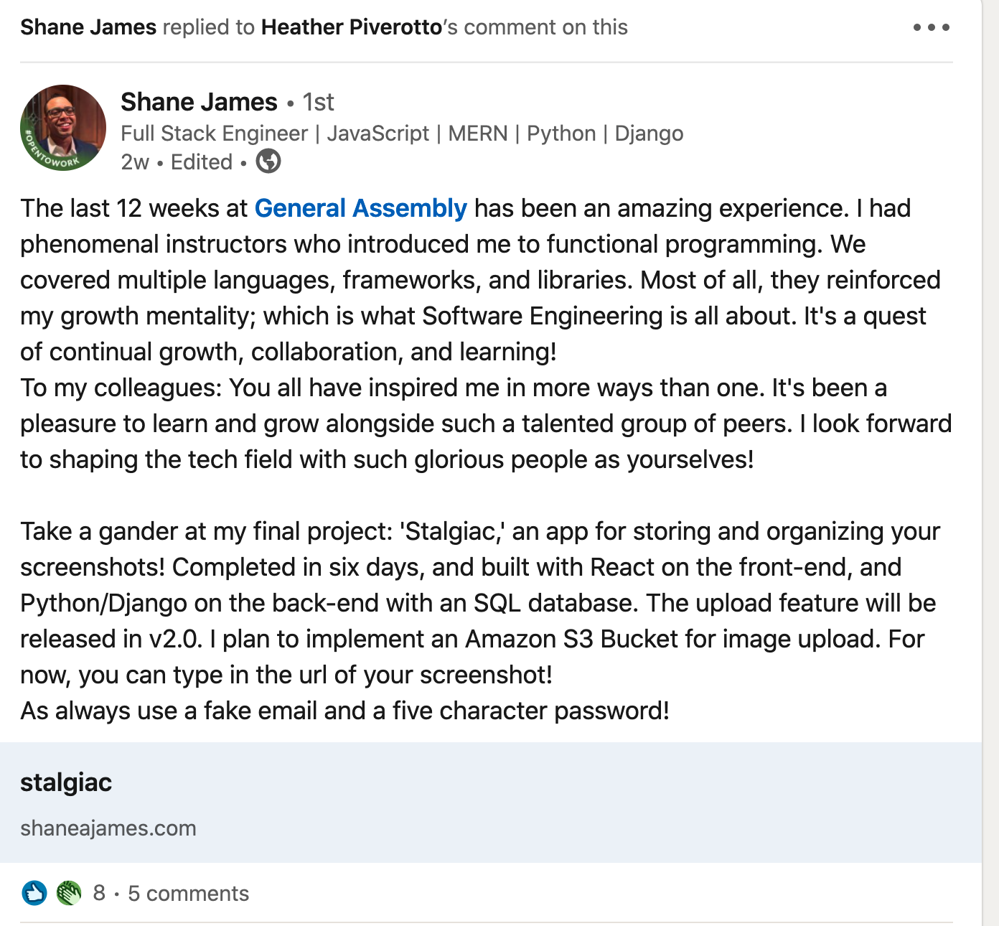 Shane James replied to Heather Piverotto's comment on this
Shane James • 1st
Full Stack Engineer | JavaScript | MERN | Python | Django
2w • Edited •
#OPENTOWORK
The last 12 weeks at General Assembly has been an amazing experience. I had
phenomenal instructors who introduced me to functional programming. We
covered multiple languages, frameworks, and libraries. Most of all, they reinforced
my growth mentality; which is what Software Engineering is all about. It's a quest
of continual growth, collaboration, and learning!
To my colleagues: You all have inspired me in more ways than one. It's been a
pleasure to learn and grow alongside such a talented group of peers. I look forward
to shaping the tech field with such glorious people as yourselves!
Take a gander at my final project: 'Stalgiac,' an app for storing and organizing your
screenshots! Completed in six days, and built with React on the front-end, and
Python/Django on the back-end with an SQL database. The upload feature will be
released in v2.0. I plan to implement an Amazon S3 Bucket for image upload. For
now, you can type in the url of your screenshot!
As always use a fake email and a five character password!
stalgiac
shaneajames.com
8 • 5 comments